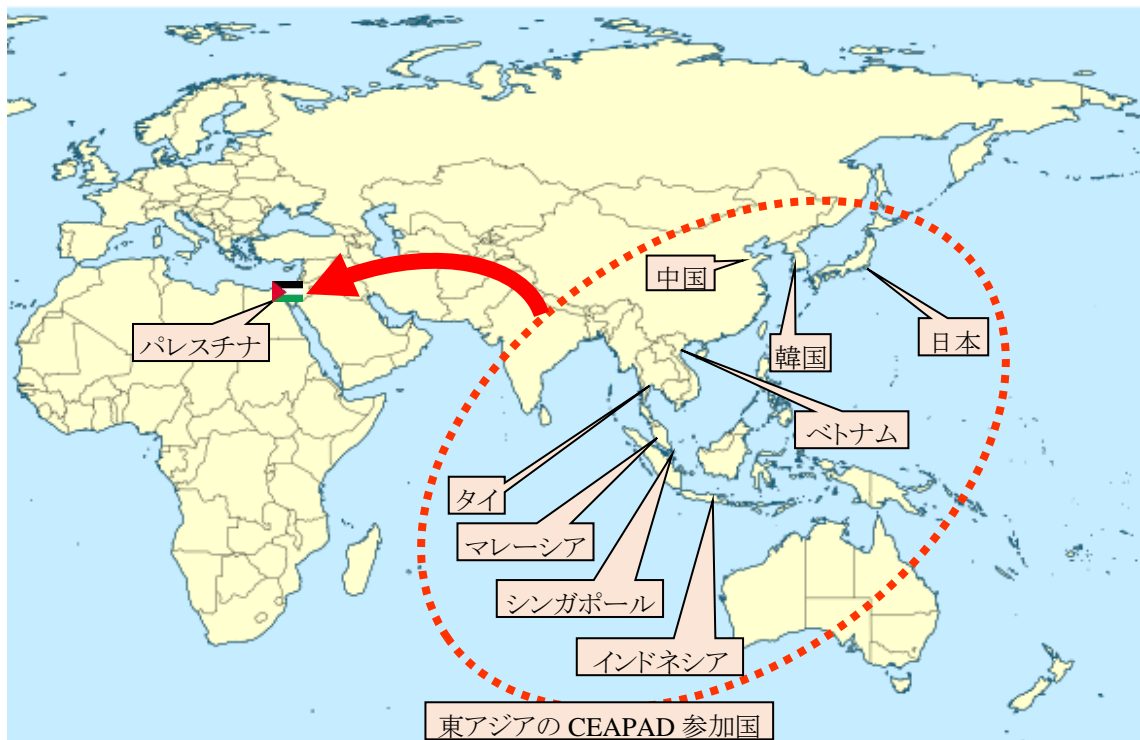 中国
日本
韓国
パレスチナ
ベトナム
タイ
マレーシア
シンガポール
インドネシア
東アジアの CEAPAD 参加国